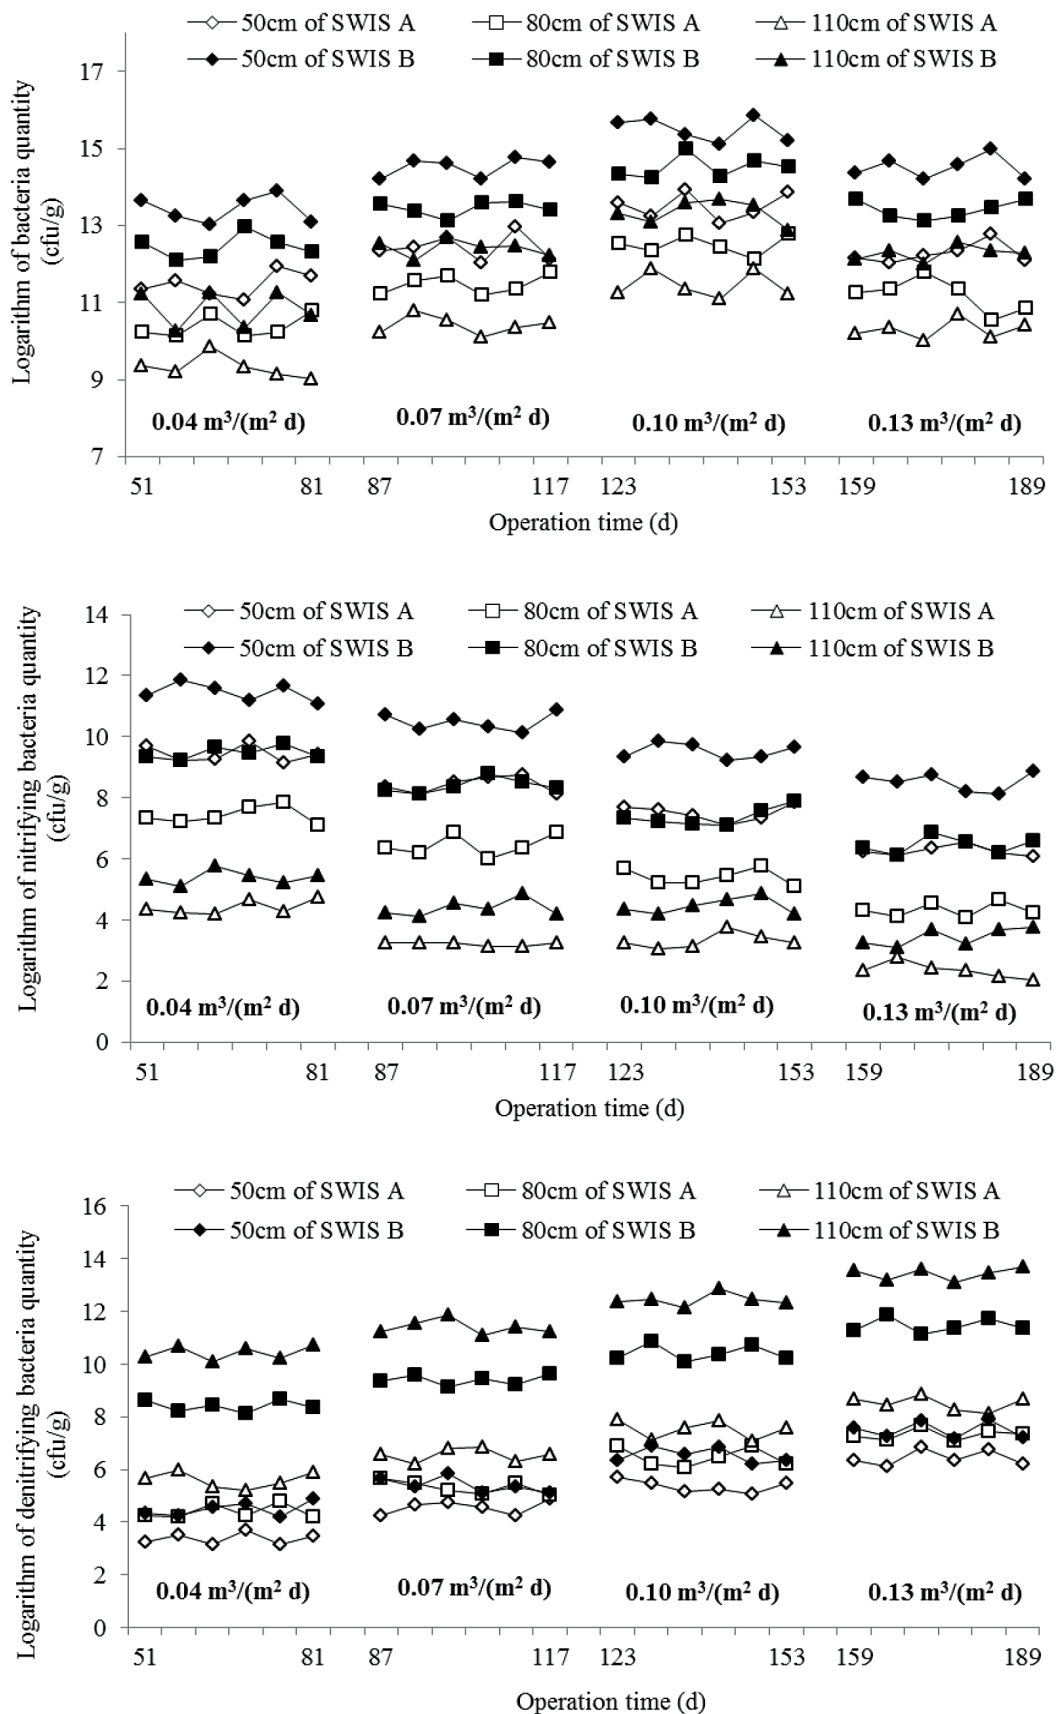 50cm of SWIS A 80cm of SWIS A 110cm of SWIS A
50cm of SWIS B 80cm of SWIS B 110cm of SWIS B
Logarithm of bacteria quantity
(cfu/g)
17
15
13
11
9
7
0.04 m³/(m² d) 0.07 m³/(m² d) 0.10 m³/(m² d) 0.13 m³/(m² d)
51 81 87 117 123 153 159 189
Operation time (d)
50cm of SWIS A 80cm of SWIS A 110cm of SWIS A
50cm of SWIS B 80cm of SWIS B 110cm of SWIS B
Logarithm of nitrifying bacteria quantity
(cfu/g)
14
12
10
8
6
4
2
0
0.04 m³/(m² d) 0.07 m³/(m² d) 0.10 m³/(m² d) 0.13 m³/(m² d)
51 81 87 117 123 153 159 189
Operation time (d)
50cm of SWIS A 80cm of SWIS A 110cm of SWIS A
50cm of SWIS B 80cm of SWIS B 110cm of SWIS B
Logarithm of denitrifying bacteria quantity
(cfu/g)
16
14
12
10
8
6
4
2
0
0.04 m³/(m² d) 0.07 m³/(m² d) 0.10 m³/(m² d) 0.13 m³/(m² d)
51 81 87 117 123 153 159 189
Operation time (d)